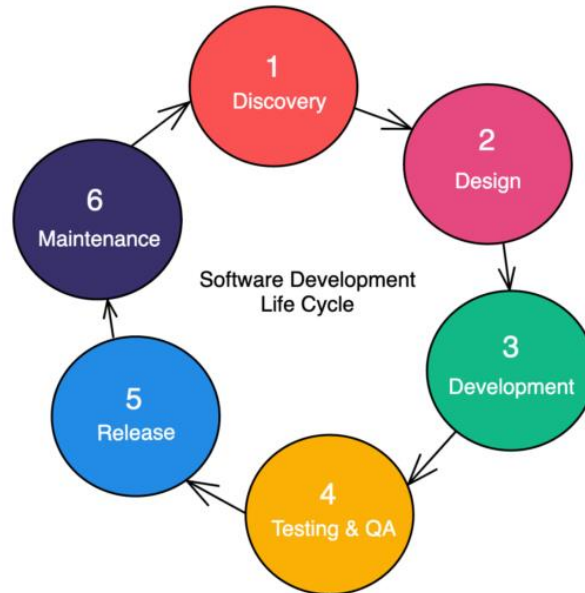 1
Discovery
2
Design
3
Development
4
Testing & QA
5
Release
6
Maintenance
Software Development
Life Cycle